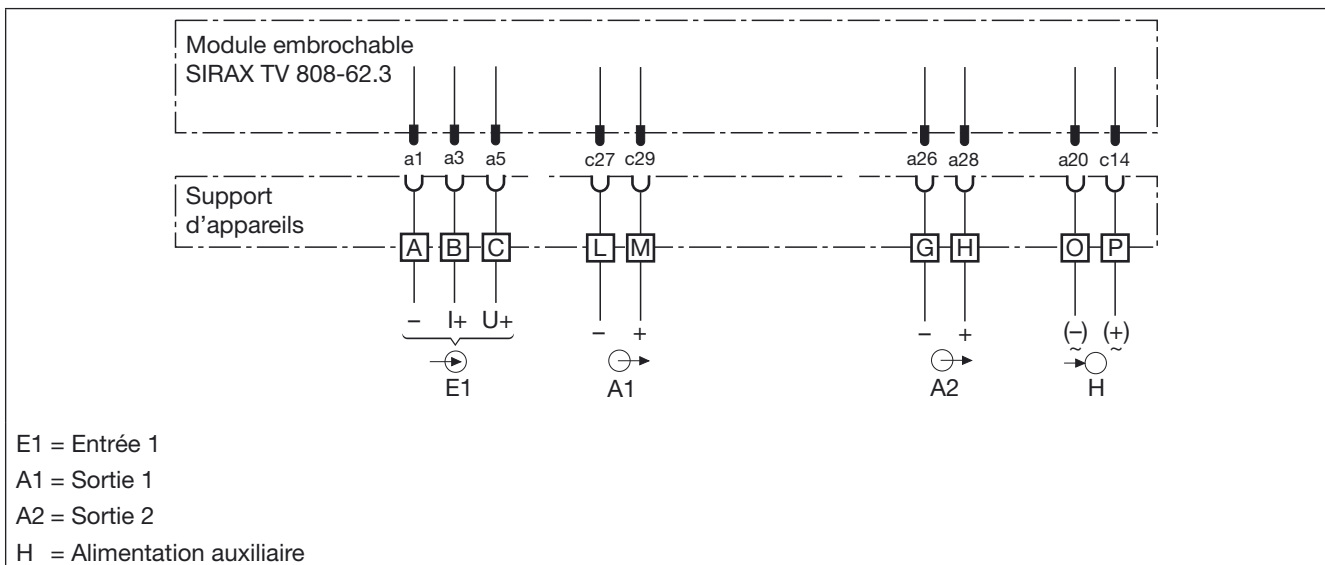 Module embrochable
SIRAX TV 808-62.3
a1 a3 a5 c27 c29 a26 a28 a20 c14
Support
d’appareils
A B C L M G H O P
– I+ U+ – + – + (–) (+)
~ ~
E1 A1 A2 H
E1 = Entrée 1
A1 = Sortie 1
A2 = Sortie 2
H = Alimentation auxiliaire